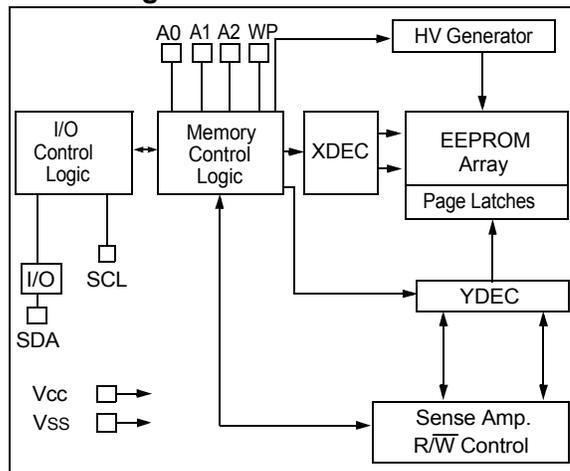 A0 A1 A2 WP
HV Generator
I/O
Control
Logic
Memory
Control
Logic
XDEC
EEPROM
Array
Page Latches
I/O
SCL
SDA
YDEC
Vcc
Vss
Sense Amp.
R/W̅ Control